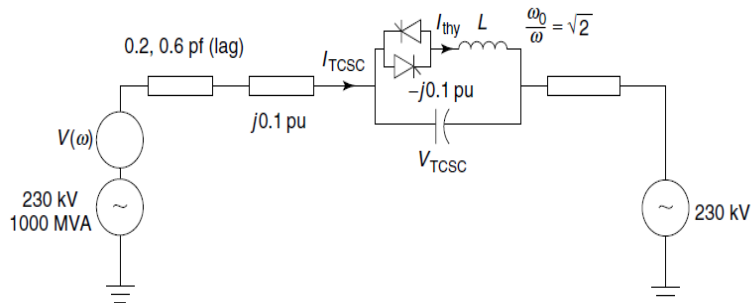 0.2, 0.6 pf (lag)
I_TCSC
I_thy
L
ω₀/ω = √2
−j0.1 pu
j0.1 pu
V(ω)
V_TCSC
~
230 kV
1000 MVA
~
230 kV